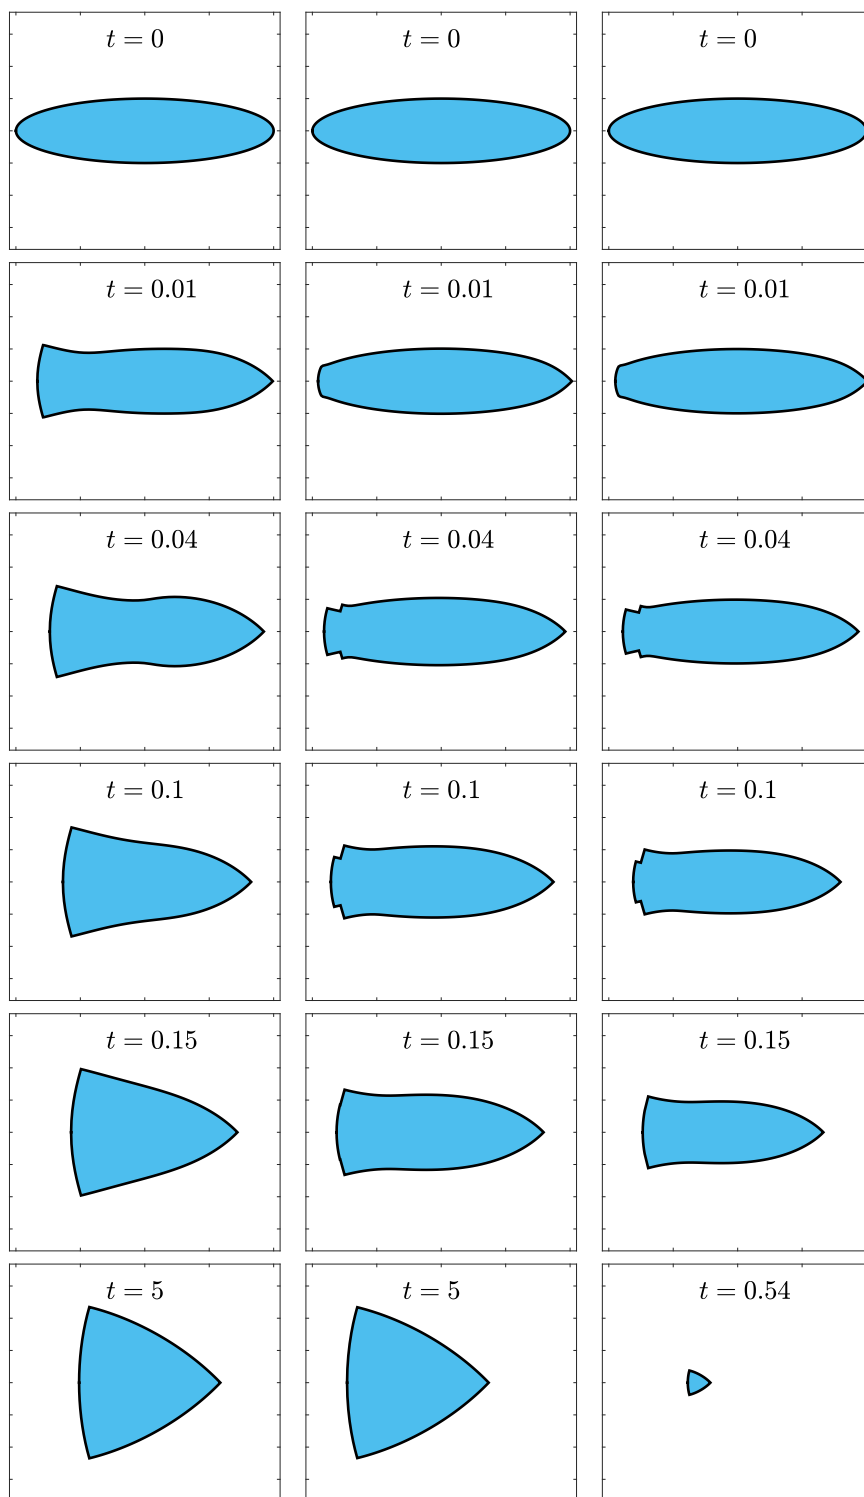 t = 0
t = 0
t = 0
t = 0.01
t = 0.01
t = 0.01
t = 0.04
t = 0.04
t = 0.04
t = 0.1
t = 0.1
t = 0.1
t = 0.15
t = 0.15
t = 0.15
t = 5
t = 5
t = 0.54